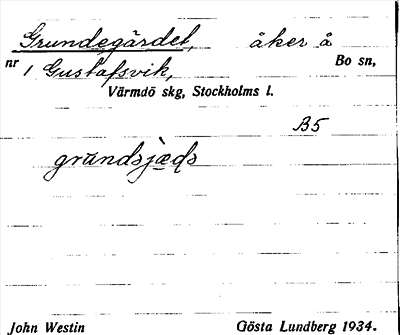 Grundegärdet, åker å
nr 1 Gustafsvik, Bo sn,
Värmdö skg, Stockholms l.
B5
grundsjæds
John Westin Gösta Lundberg 1934.